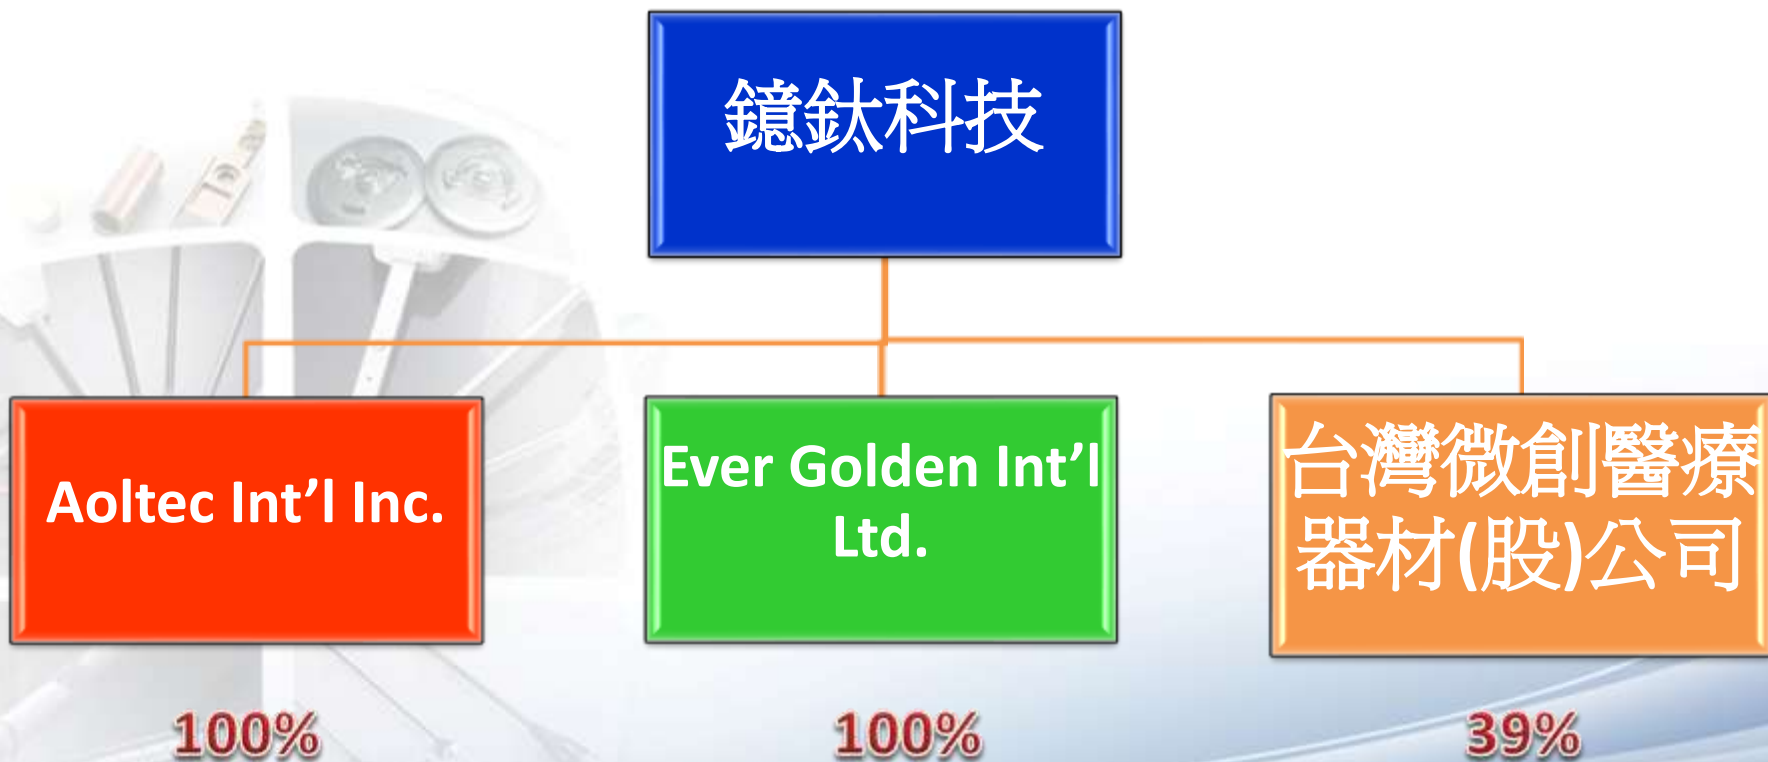 鐿鈦科技
Aoltec Int’l Inc.
Ever Golden Int’l
Ltd.
台灣微創醫療
器材(股)公司
100%
100%
39%